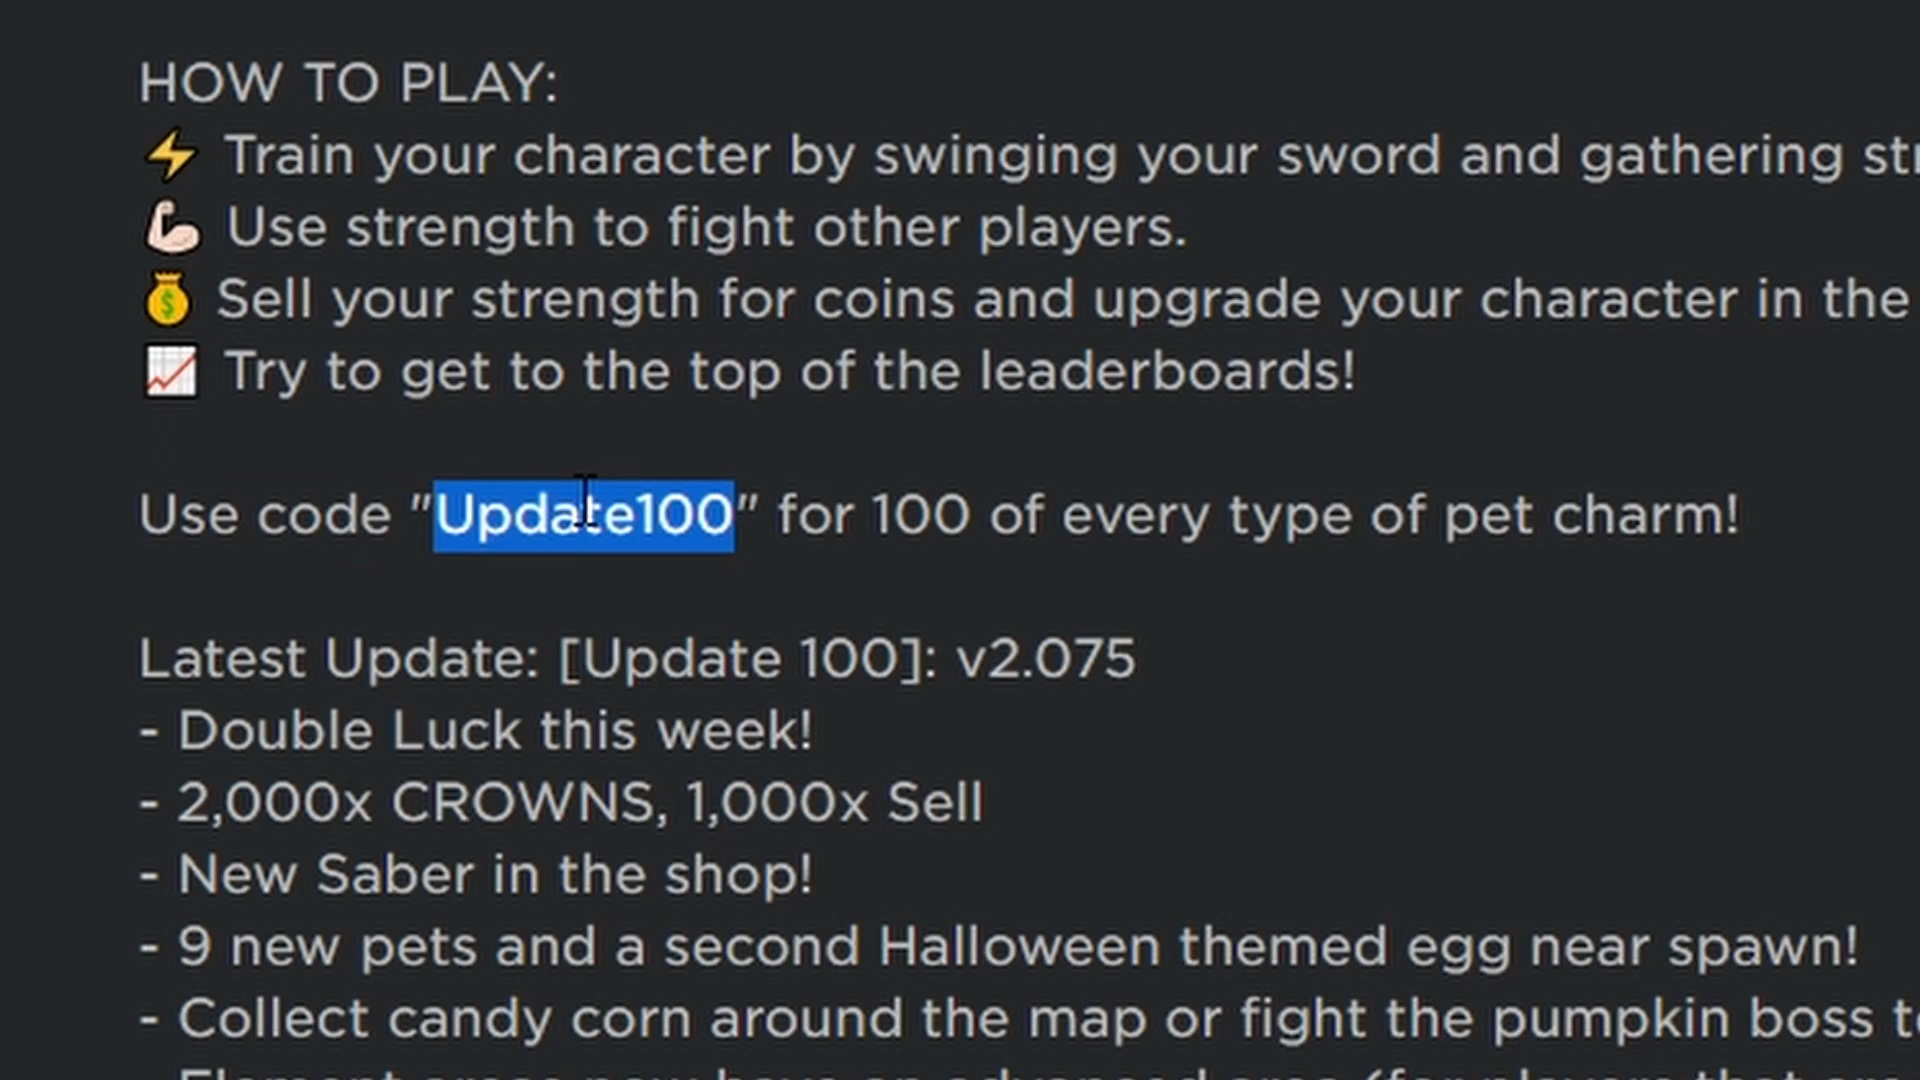 HOW TO PLAY:
⚡ Train your character by swinging your sword and gathering
💪🏻 Use strength to fight other players.
💰 Sell your strength for coins and upgrade your character in the
📈 Try to get to the top of the leaderboards!
Use code "Update100" for 100 of every type of pet charm!
Latest Update: [Update 100]: v2.075
- Double Luck this week!
- 2,000x CROWNS, 1,000x Sell
- New Saber in the shop!
- 9 new pets and a second Halloween themed egg near spawn!
- Collect candy corn around the map or fight the pumpkin boss